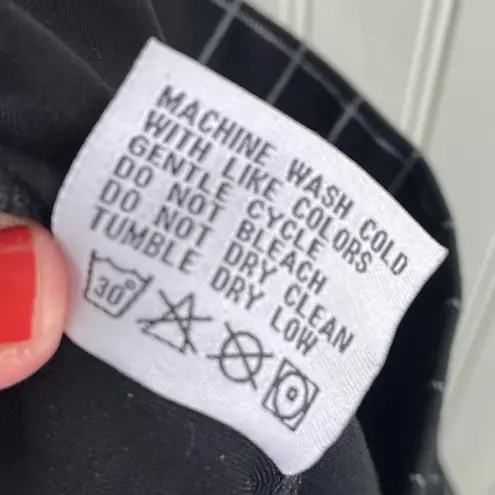 MACHINE WASH COLD
WITH LIKE COLORS
GENTLE CYCLE
DO NOT BLEACH
DO NOT DRY CLEAN
TUMBLE DRY LOW
30°